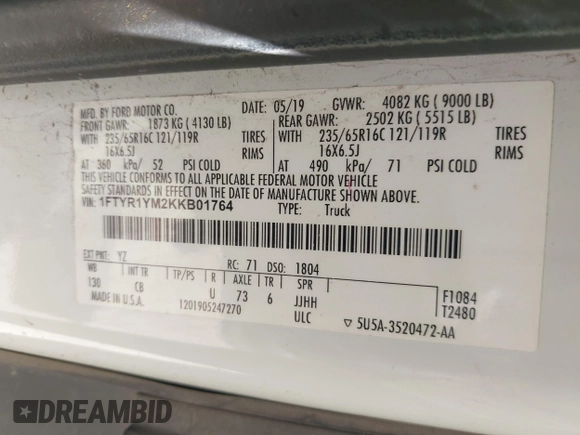 MFD. BY FORD MOTOR CO. 05/19 GVWR: 4082 KG ( 9000 LB)
FRONT GAWR: 1873 KG ( 4130 LB) REAR GAWR: 2502 KG ( 5515 LB)
WITH 235/65R16C 121/119R TIRES WITH 235/65R16C 121/119R TIRES
16X6.5J RIMS 16X6.5J RIMS
AT 360 kPa/ 52 PSI COLD AT 490 kPa/ 71 PSI COLD
THIS VEHICLE CONFORMS TO ALL APPLICABLE FEDERAL MOTOR VEHICLE
SAFETY STANDARDS IN EFFECT ON THE DATE OF MANUFACTURE SHOWN ABOVE.
VIN: 1FTYR1YM2KKB01764 TYPE: Truck
EXT PNT: YZ RC: 71 DSO: 1804
WB INT TR TP/PS R AXLE TR SPR F1084
130 CB U 73 6 JJHH T2480
MADE IN U.S.A. 1201905247270 ULC ▽ 5U5A-3520472-AA
DREAMBID